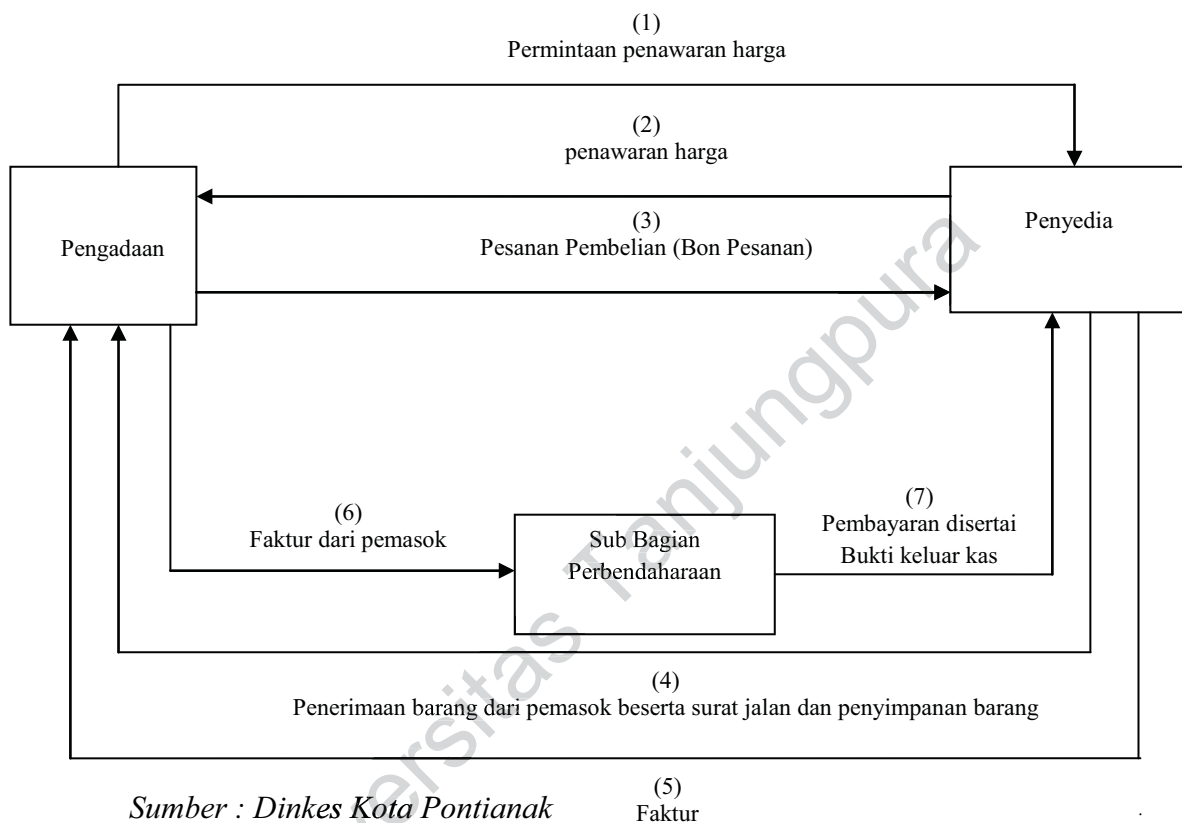 (1)
Permintaan penawaran harga
(2)
penawaran harga
Pengadaan
Penyedia
(3)
Pesanan Pembelian (Bon Pesanan)
(6)
Faktur dari pemasok
Sub Bagian
Perbendaharaan
(7)
Pembayaran disertai
Bukti keluar kas
(4)
Penerimaan barang dari pemasok beserta surat jalan dan penyimpanan barang
(5)
Faktur
Sumber : Dinkes Kota Pontianak
ersitas Tanjungpura